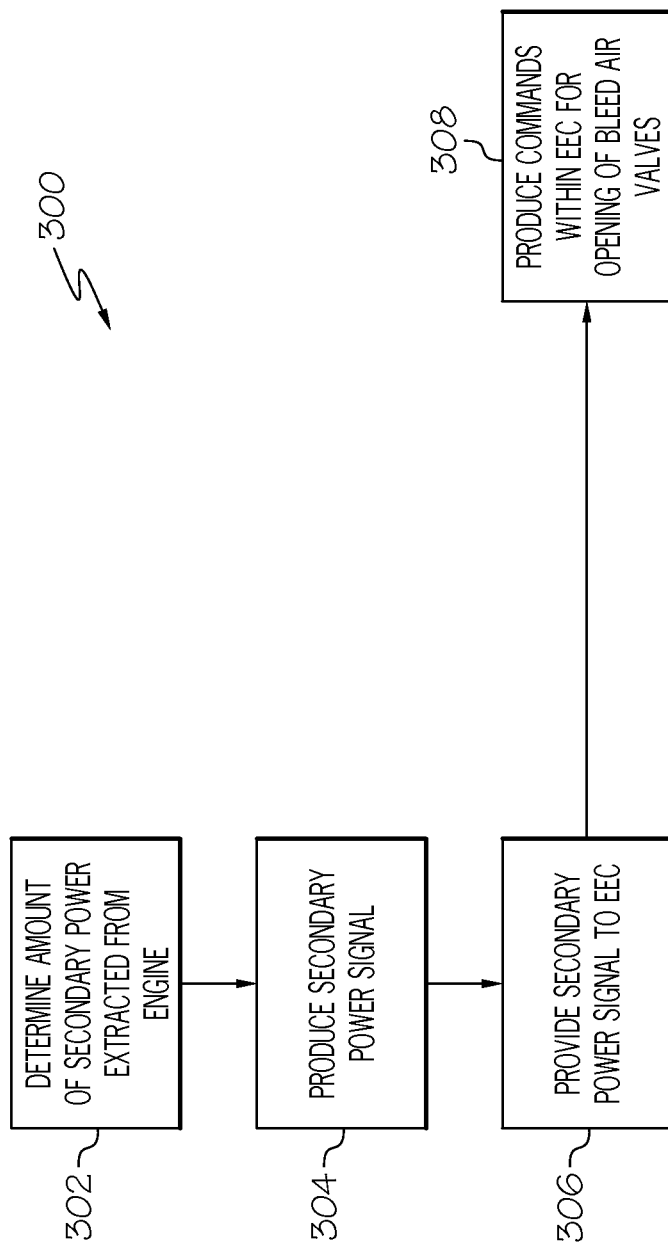 300
302
DETERMINE AMOUNT
OF SECONDARY POWER
EXTRACTED FROM
ENGINE
304
PRODUCE SECONDARY
POWER SIGNAL
306
PROVIDE SECONDARY
POWER SIGNAL TO EEC
308
PRODUCE COMMANDS
WITHIN EEC FOR
OPENING OF BLEED AIR
VALVES